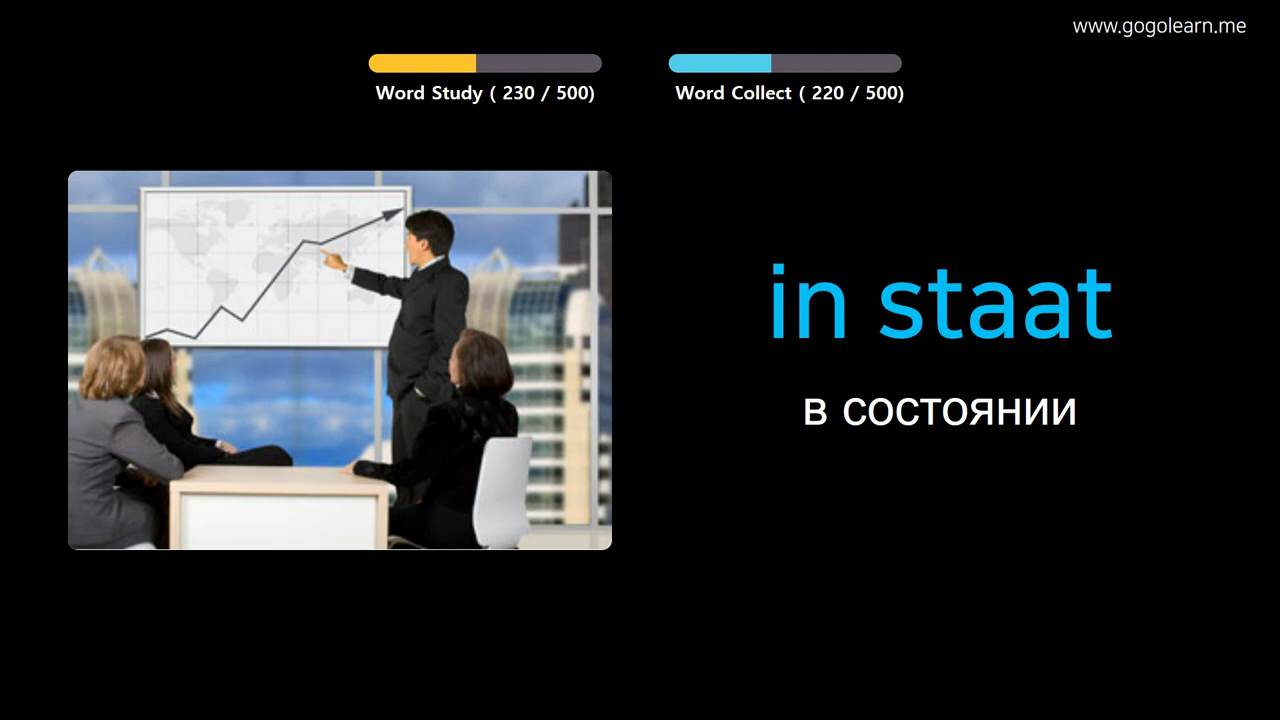 www.gogolearn.me
Word Study ( 230 / 500)
Word Collect ( 220 / 500)
in staat
в состоянии